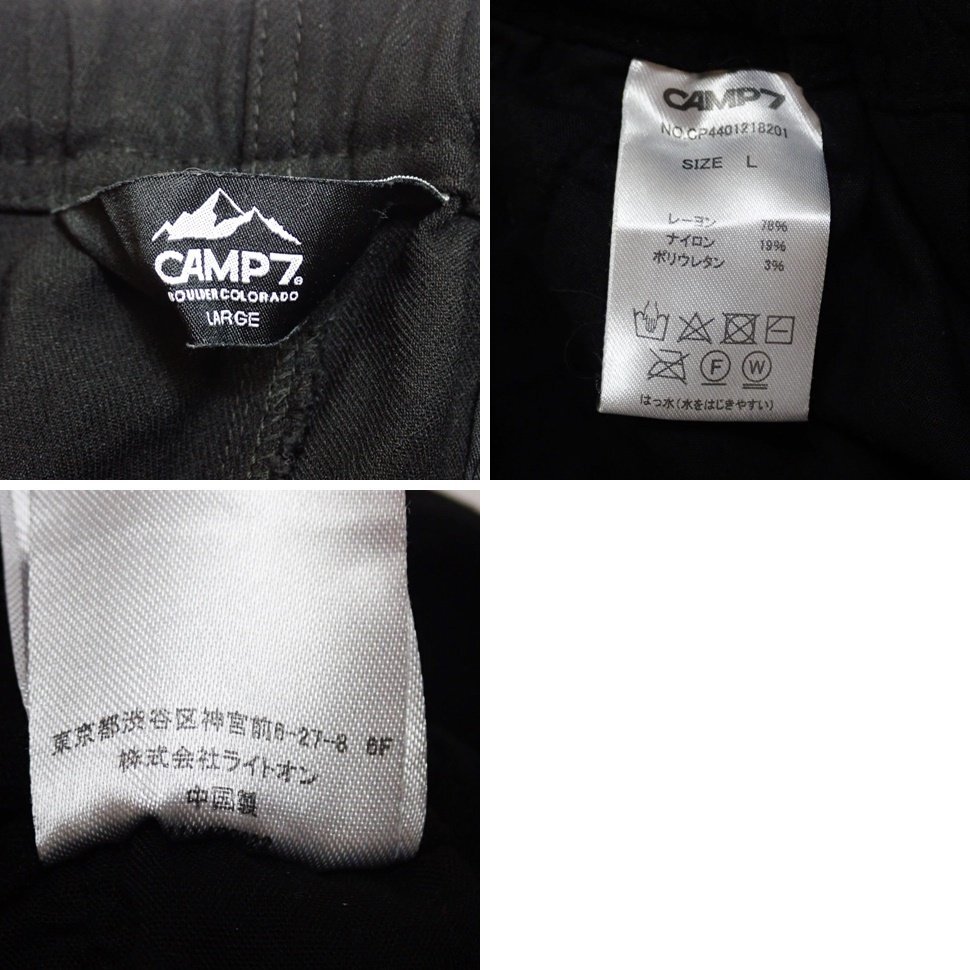 CAMP7®
BOULDER COLORADO
LARGE
CAMP7
NO.CP4401218201
SIZE L
レーヨン 78%
ナイロン 19%
ポリウレタン 3%
F W
はっ水(水をはじきやすい)
東京都渋谷区神宮前6-27-8 6F
株式会社ライトオン
中国製